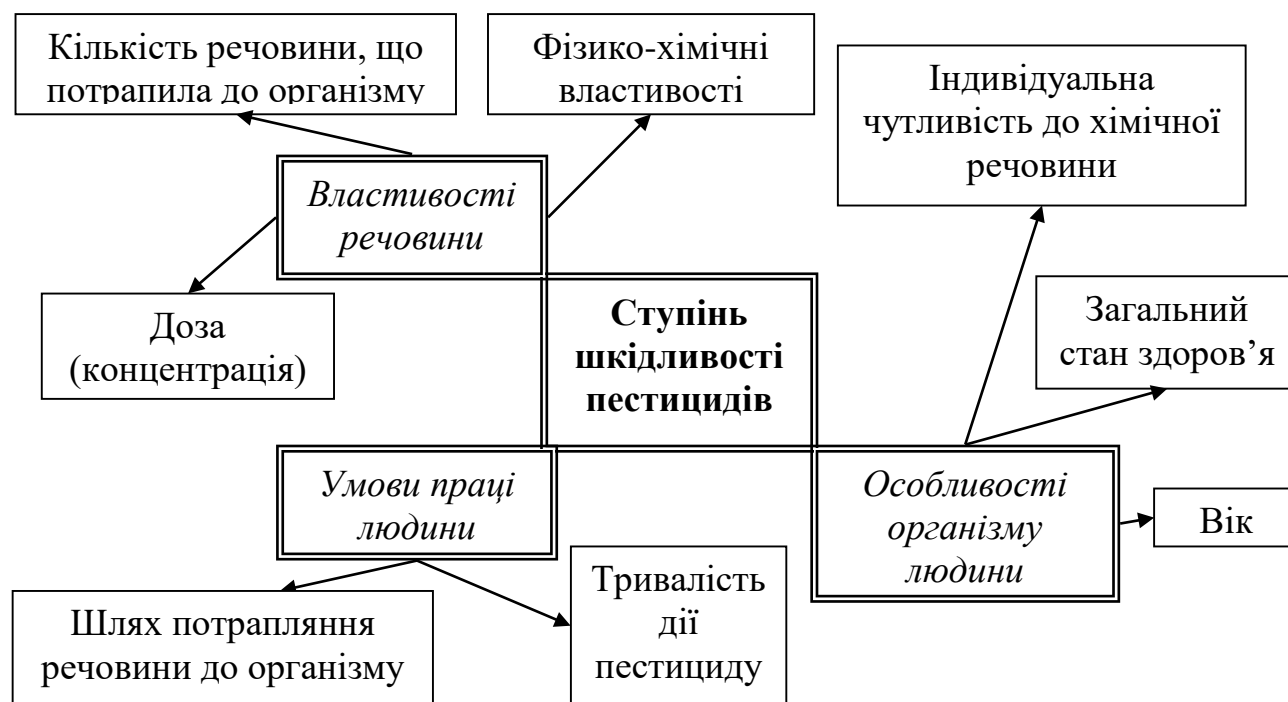 Кількість речовини, що
потрапила до організму
Фізико-хімічні
властивості
Індивідуальна
чутливість до хімічної
речовини
Властивості
речовини
Доза
(концентрація)
Ступінь
шкідливості
пестицидів
Загальний
стан здоров’я
Умови праці
людини
Особливості
організму
людини
Вік
Шлях потрапляння
речовини до організму
Тривалість
дії
пестициду